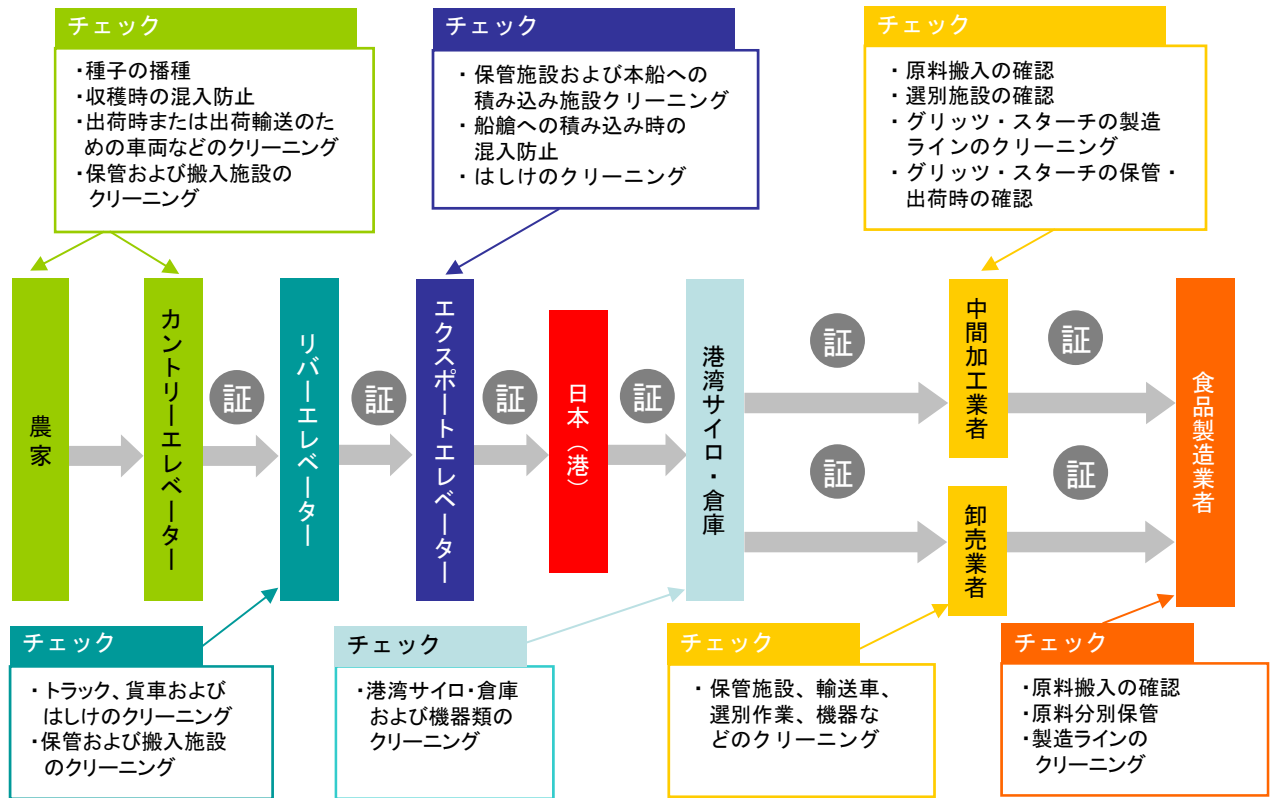 チェック
・種子の播種
・収穫時の混入防止
・出荷時または出荷輸送のた
めの車両などのクリーニング
・保管および搬入施設の
クリーニング
チェック
・保管施設および本船への
積み込み施設クリーニング
・船艙への積み込み時の
混入防止
・はしけのクリーニング
チェック
・原料搬入の確認
・選別施設の確認
・グリッツ・スターチの製造
ラインのクリーニング
・グリッツ・スターチの保管・
出荷時の確認
農家
カントリーエレベーター
証
リバーエレベーター
証
エクスポートエレベーター
証
日本（港）
証
港湾サイロ・倉庫
証
証
中間加工業者
卸売業者
証
証
食品製造業者
チェック
・トラック、貨車および
はしけのクリーニング
・保管および搬入施設
のクリーニング
チェック
・港湾サイロ・倉庫
および機器類の
クリーニング
チェック
・保管施設、輸送車、
選別作業、機器な
どのクリーニング
チェック
・原料搬入の確認
・原料分別保管
・製造ラインの
クリーニング